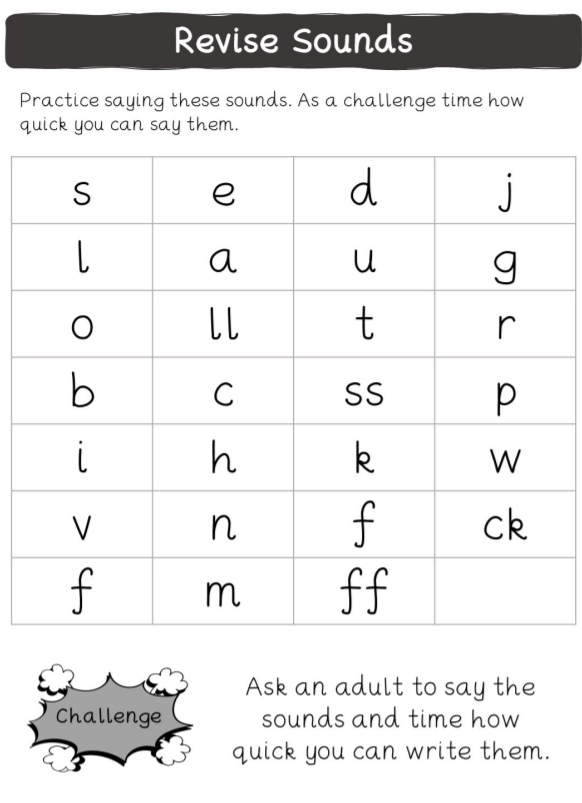 Revise Sounds
Practice saying these sounds. As a challenge time how
quick you can say them.
s e d j
l a u g
o ll t r
b c ss p
i h k w
v n f ck
f m ff
Challenge
Ask an adult to say the
sounds and time how
quick you can write them.